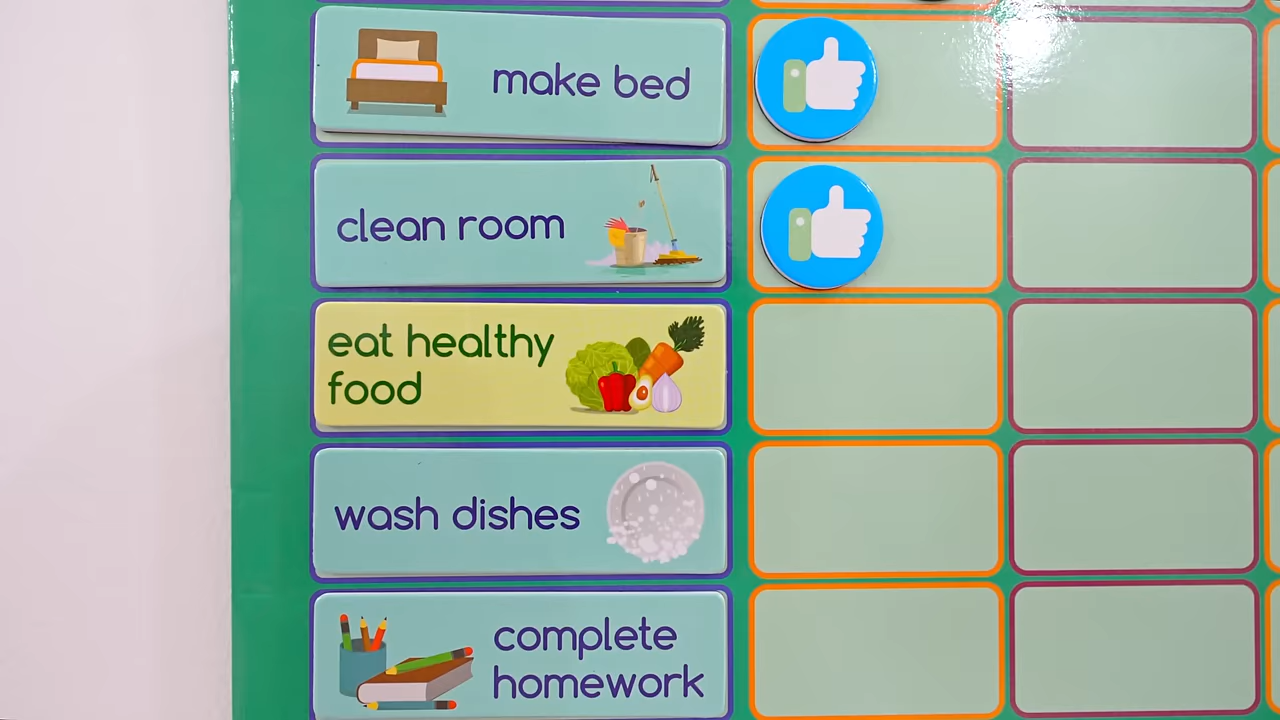 make bed
clean room
eat healthy
food
wash dishes
complete
homework